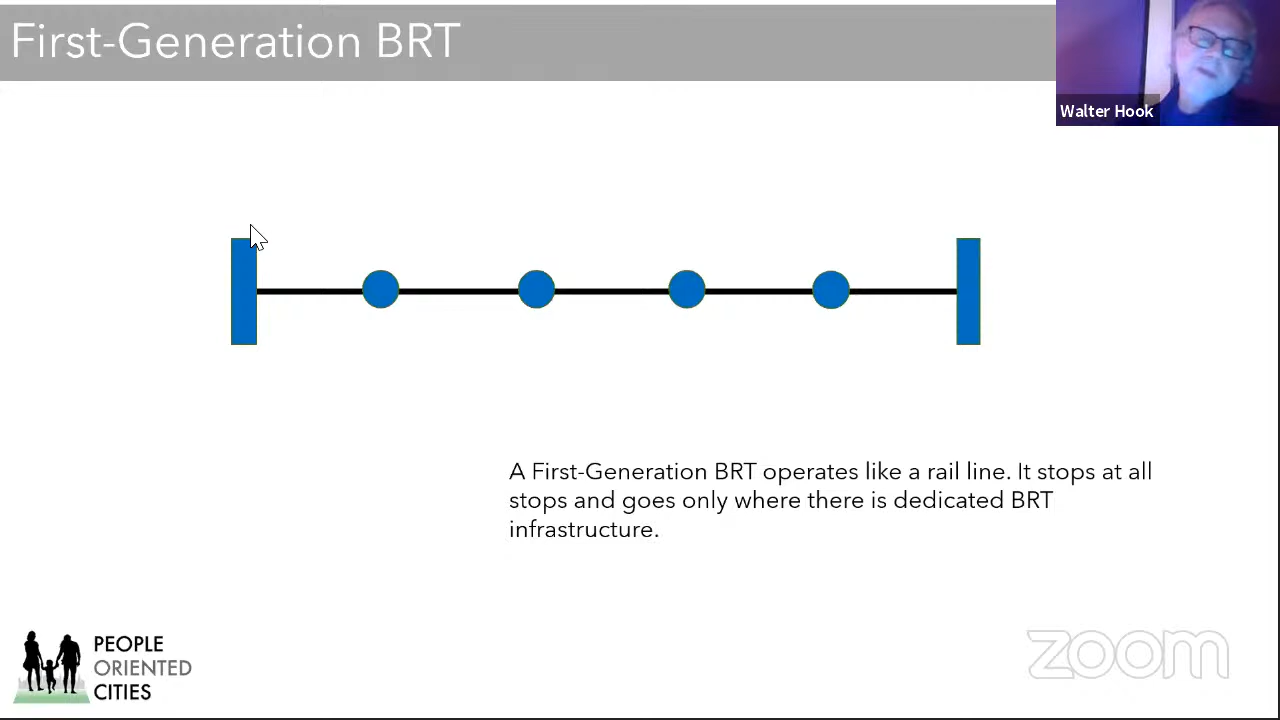 First-Generation BRT
Walter Hook
A First-Generation BRT operates like a rail line. It stops at all
stops and goes only where there is dedicated BRT
infrastructure.
PEOPLE
ORIENTED
CITIES
zoom